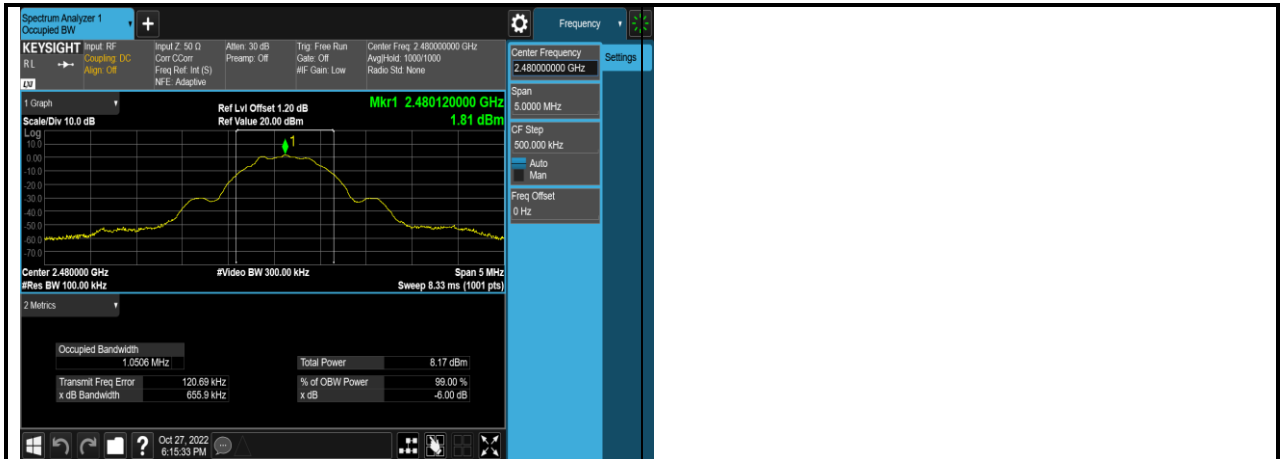 Spectrum Analyzer 1
Occupied BW
Frequency
KEYSIGHT
RL
LXI
Input: RF
Coupling: DC
Align: Off
Input Z: 50 Ω
Corr CCorr
Freq Ref: Int (S)
NFE: Adaptive
Atten: 30 dB
Preamp: Off
Trig: Free Run
Gate: Off
#IF Gain: Low
Center Freq: 2.480000000 GHz
Avg|Hold: 1000/1000
Radio Std: None
Center Frequency
2.480000000 GHz
Settings
Span
5.0000 MHz
CF Step
500.000 kHz
Auto
Man
Freq Offset
0 Hz
1 Graph
Scale/Div 10.0 dB
Ref Lvl Offset 1.20 dB
Ref Value 20.00 dBm
Mkr1 2.480120000 GHz
1.81 dBm
Log
10.0
0.00
-10.0
-20.0
-30.0
-40.0
-50.0
-60.0
-70.0
1
Center 2.48000 GHz
#Video BW 300.00 kHz
Span 5 MHz
#Res BW 100.00 kHz
Sweep 8.33 ms (1001 pts)
2 Metrics
Occupied Bandwidth
1.0506 MHz
Total Power 8.17 dBm
Transmit Freq Error 120.69 kHz
% of OBW Power 99.00 %
x dB Bandwidth 655.9 kHz
x dB -6.00 dB
?
Oct 27, 2022
6:15:33 PM